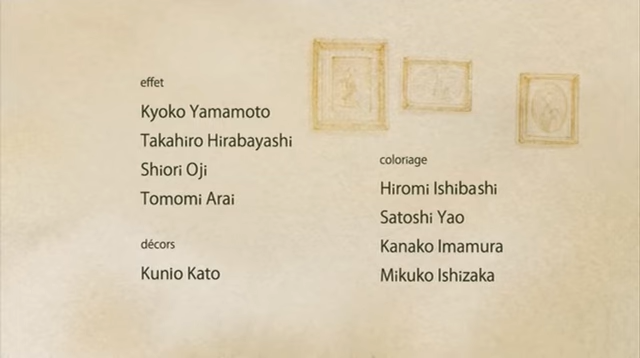 effet
Kyoko Yamamoto
Takahiro Hirabayashi
Shiori Oji
Tomomi Arai
décors
Kunio Kato
coloriage
Hiromi Ishibashi
Satoshi Yao
Kanako Imamura
Mikuko Ishizaka